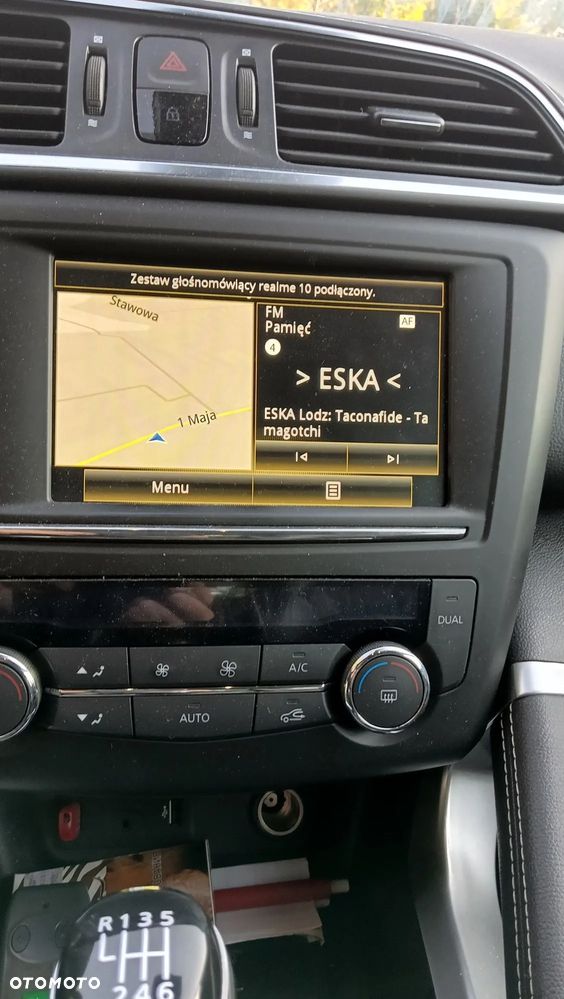 Zestaw głośnomówiący realme 10 podłączony.
Stawowa
1 Maja
FM
AF
Pamięć
4
> ESKA <
ESKA Lodz: Taconafide - Ta
magotchi
Menu
DUAL
A/C
AUTO
R 1 3 5
L
2 4 6
OTOMOTO